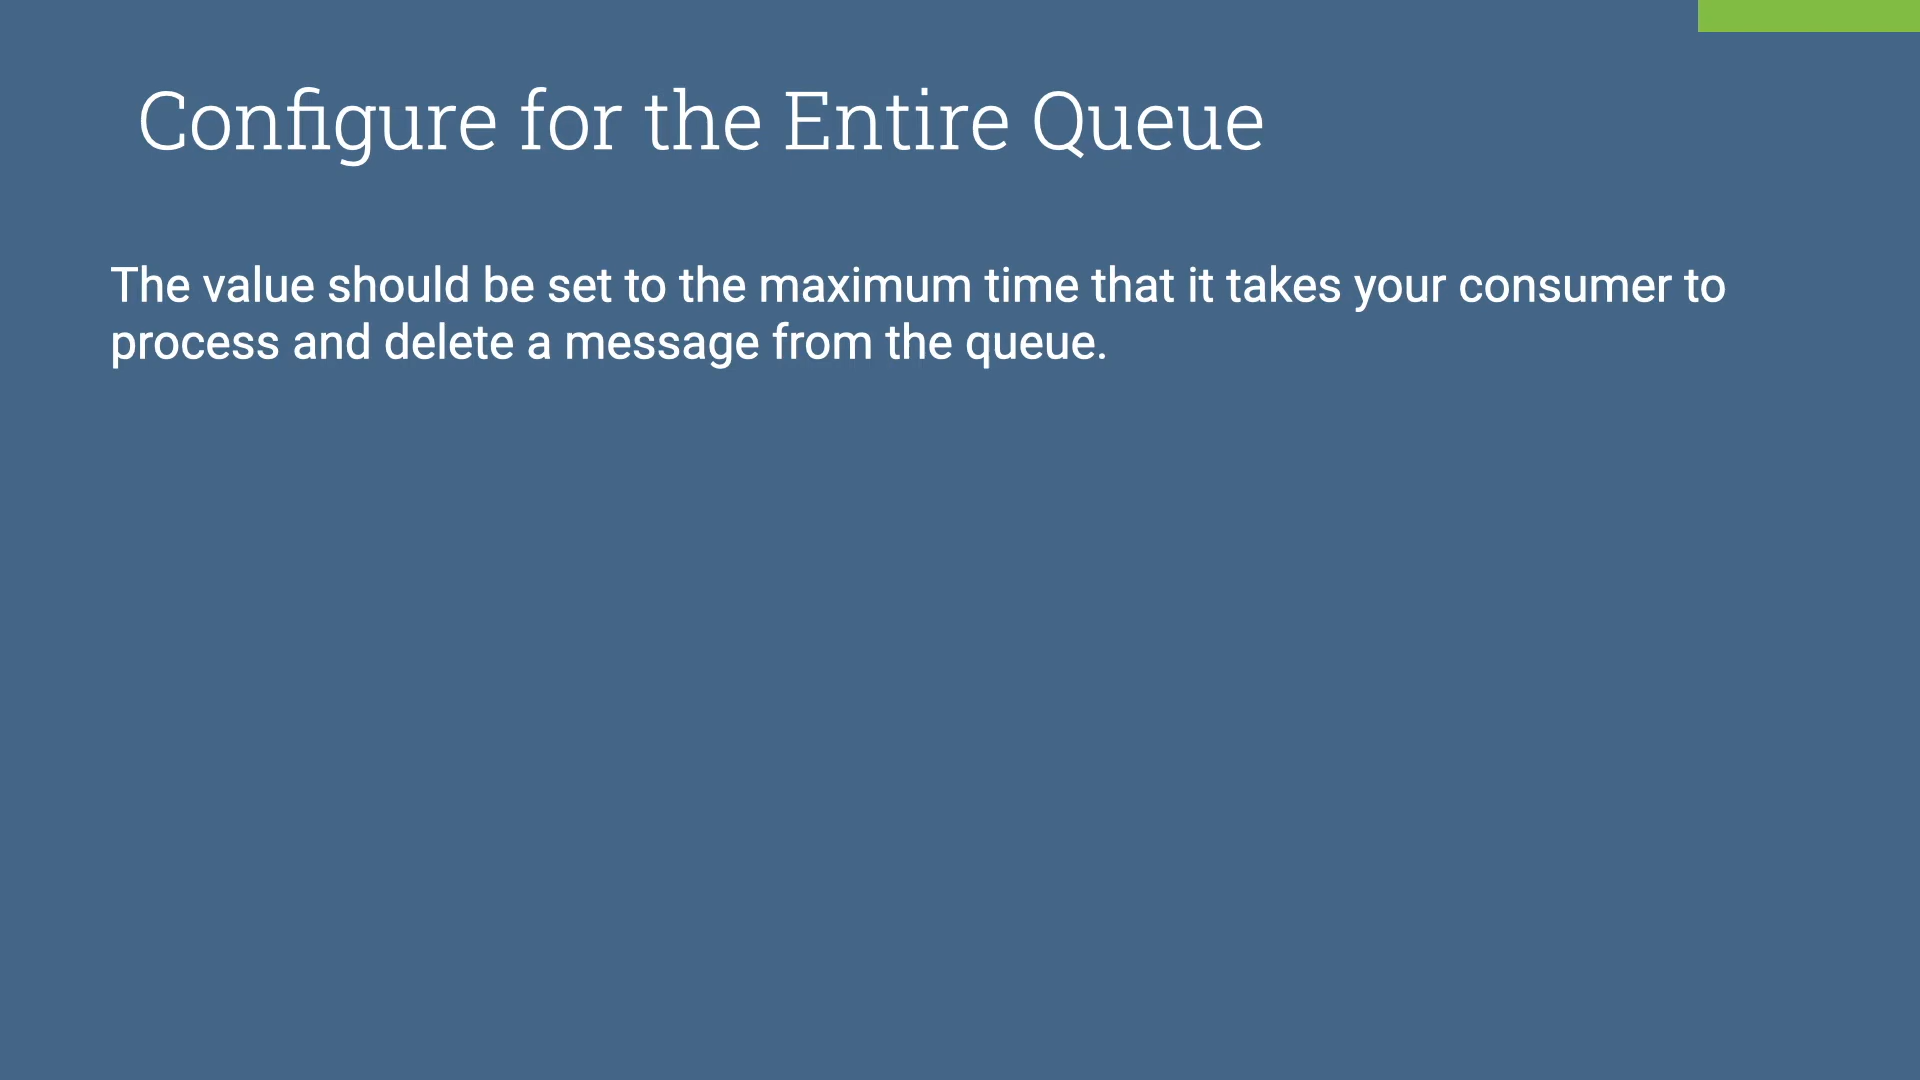 Configure for the Entire Queue
The value should be set to the maximum time that it takes your consumer to
process and delete a message from the queue.